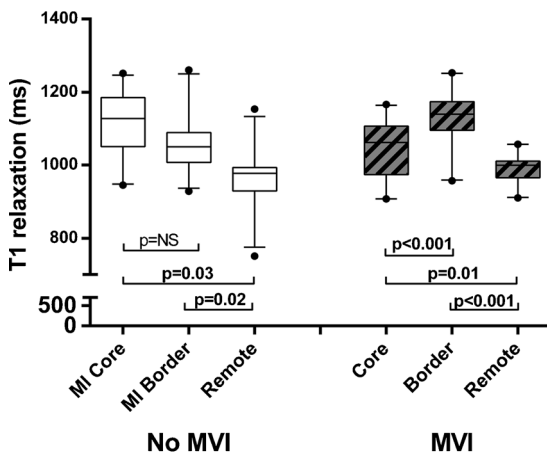 T1 relaxation (ms)
1400
1200
1000
800
500
0
p=NS
p=0.03
p=0.02
p<0.001
p=0.01
p<0.001
MI Core
MI Border
Remote
Core
Border
Remote
No MVI
MVI